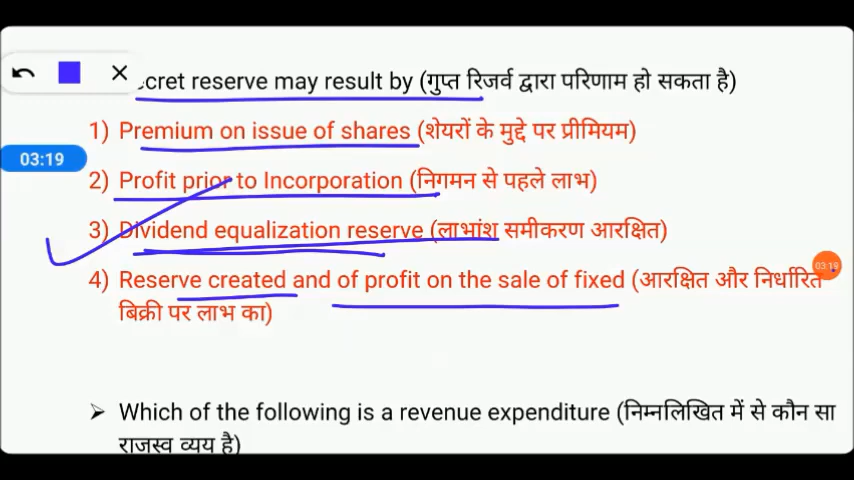 cret reserve may result by (गुप्त रिजर्व द्वारा परिणाम हो सकता है)
1) Premium on issue of shares (शेयरों के मुद्दे पर प्रीमियम)
03:19
2) Profit prior to Incorporation (निगमन से पहले लाभ)
3) Dividend equalization reserve (लाभांश समीकरण आरक्षित)
03:19
4) Reserve created and of profit on the sale of fixed (आरक्षित और निर्धारित
बिक्री पर लाभ का)
➢ Which of the following is a revenue expenditure (निम्नलिखित में से कौन सा
राजस्व व्यय है)